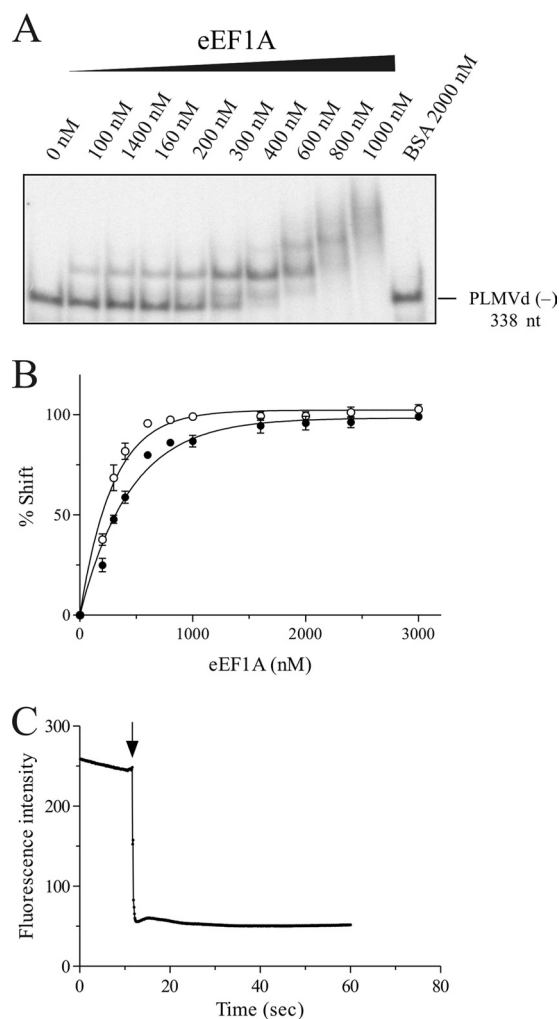 A
eEF1A
0 nM
100 nM
1400 nM
160 nM
200 nM
300 nM
400 nM
600 nM
800 nM
1000 nM
BSA 2000 nM
PLMVd (–)
338 nt
B
% Shift
100
50
0
0
1000
2000
3000
eEF1A (nM)
C
Fluorescence intensity
300
200
100
0
0
20
40
60
80
Time (sec)